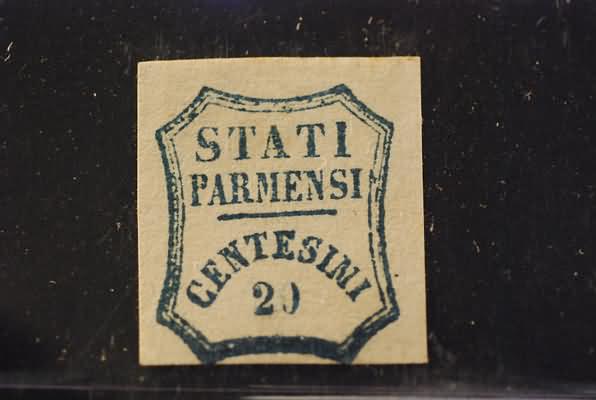 STATI
PARMENSI
CENTESIMI
20